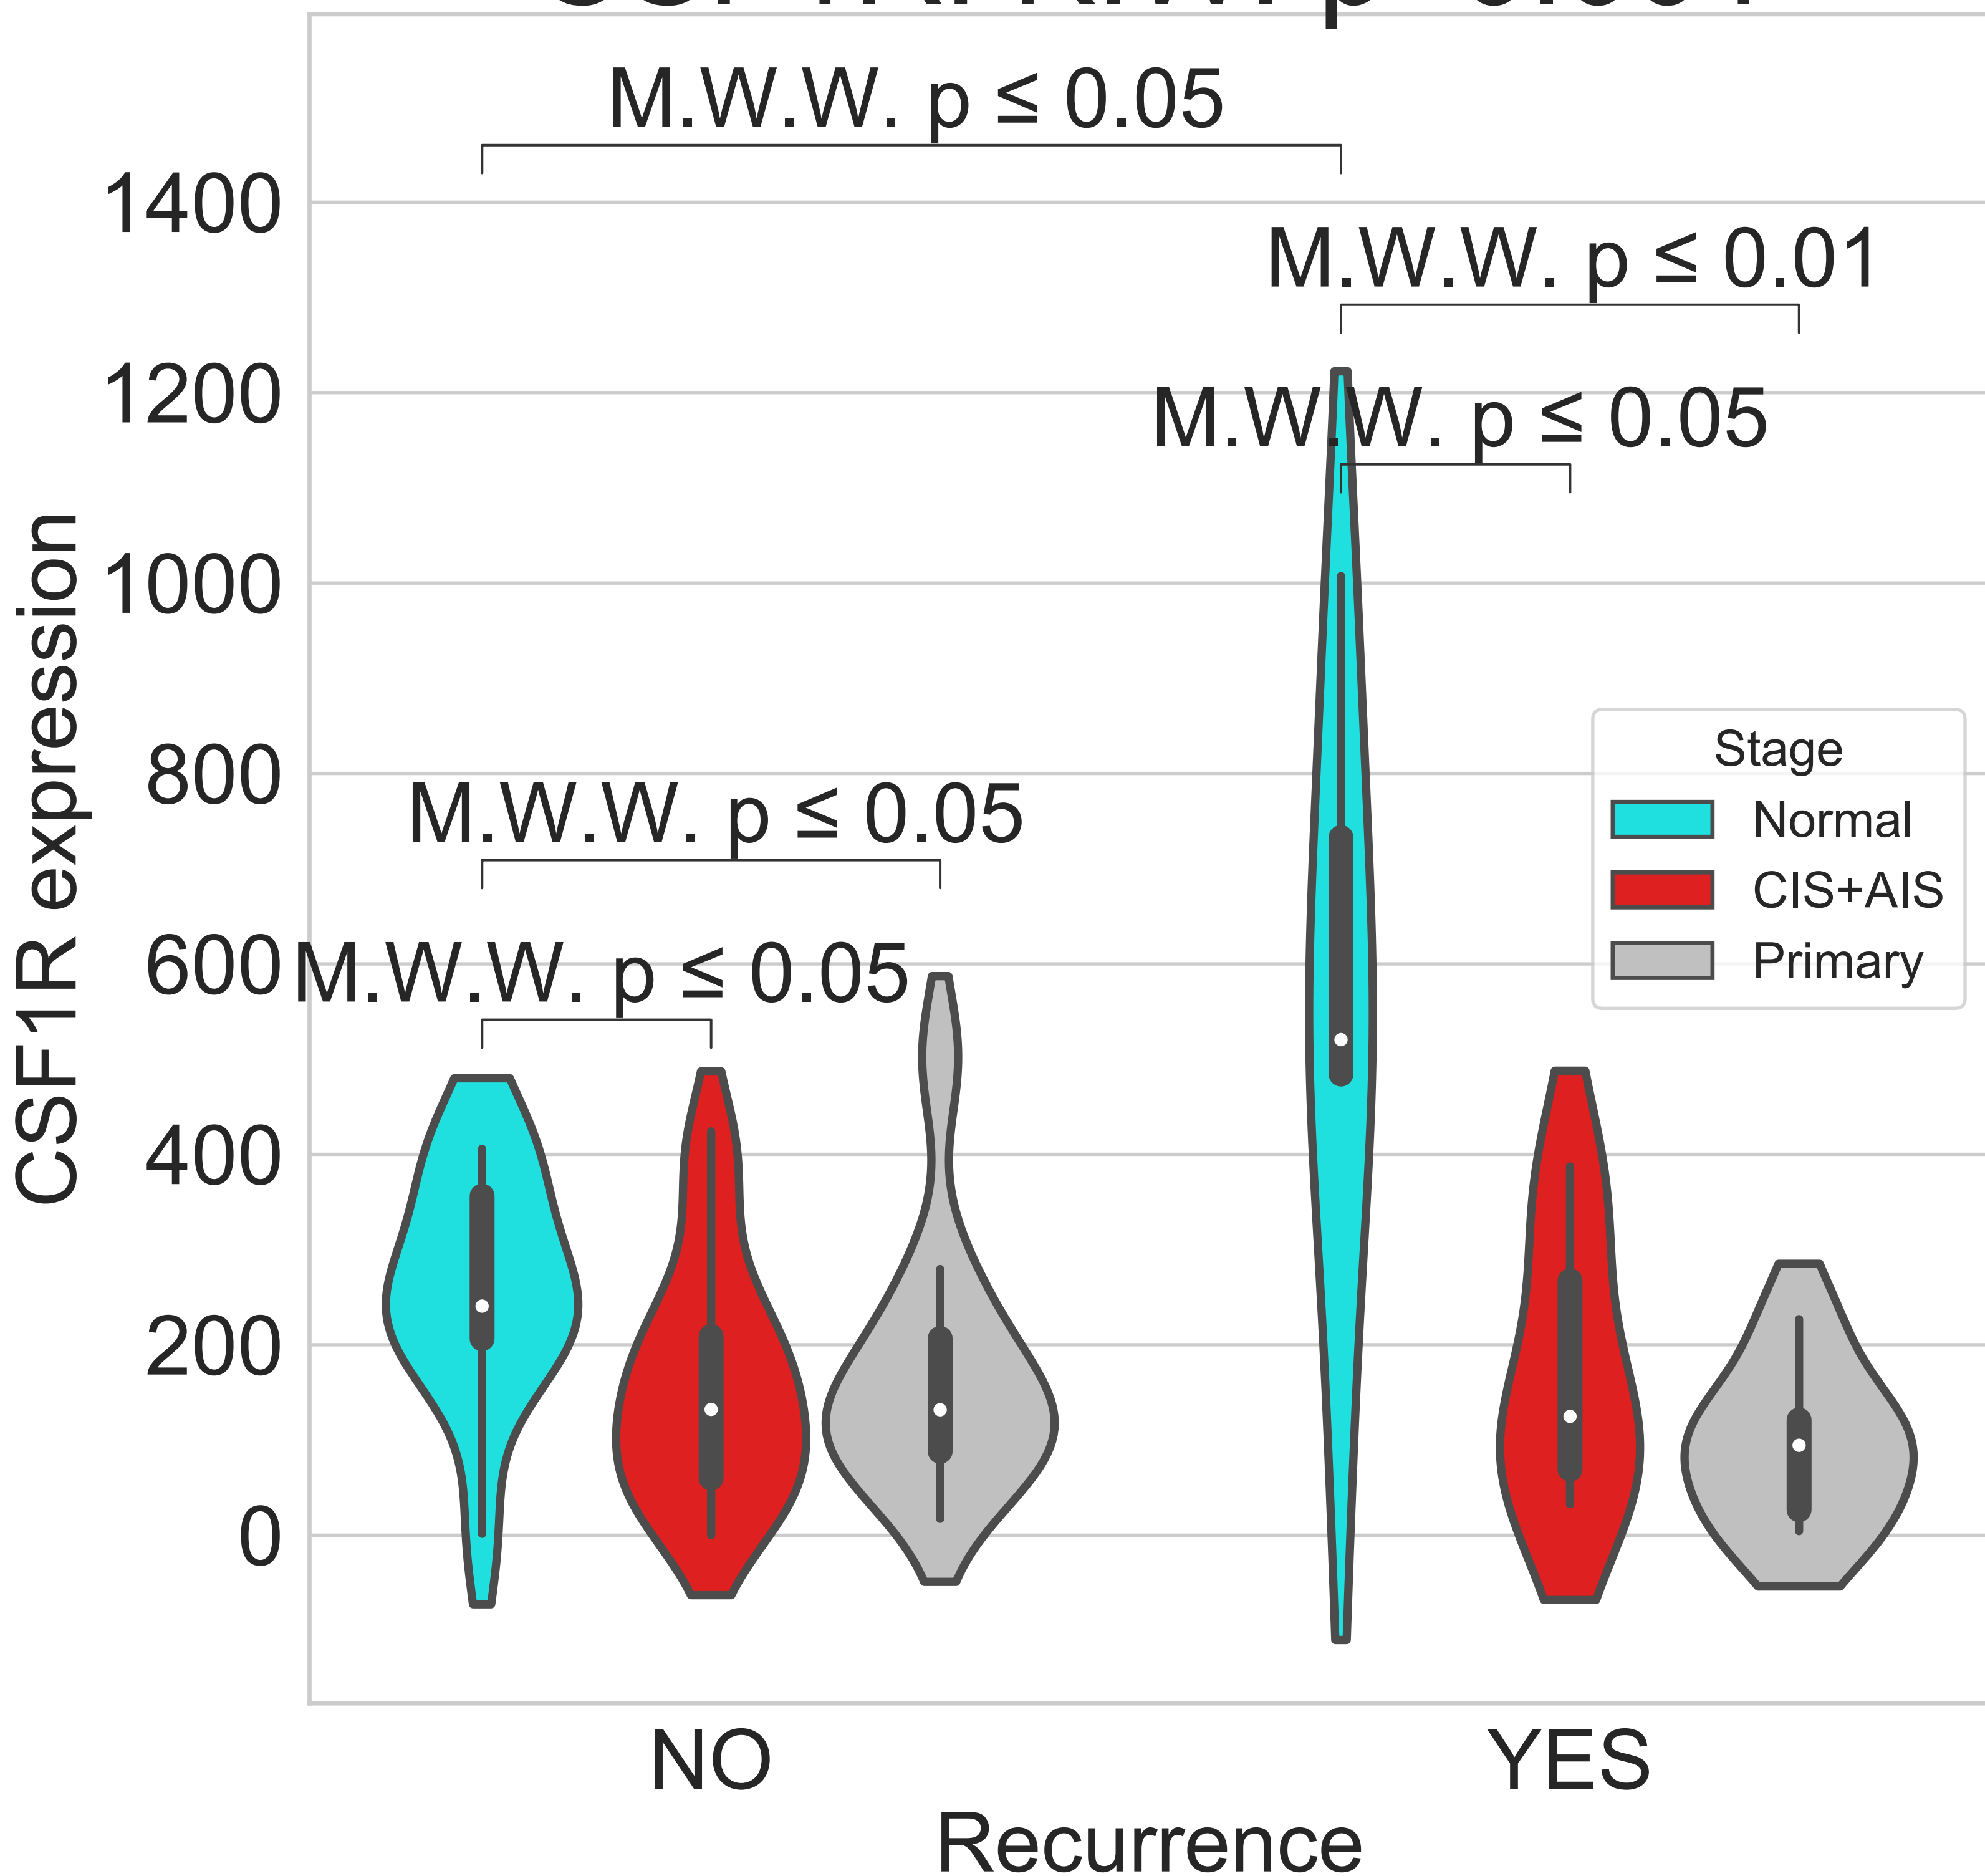 M.W.W. p ≤ 0.05
1400
M.W.W. p ≤ 0.01
1200
M.W.W. p ≤ 0.05
1000
800
M.W.W. p ≤ 0.05
600
M.W.W. p ≤ 0.05
400
200
0
CSF1R expression
Stage
Normal
CIS+AIS
Primary
NO
YES
Recurrence